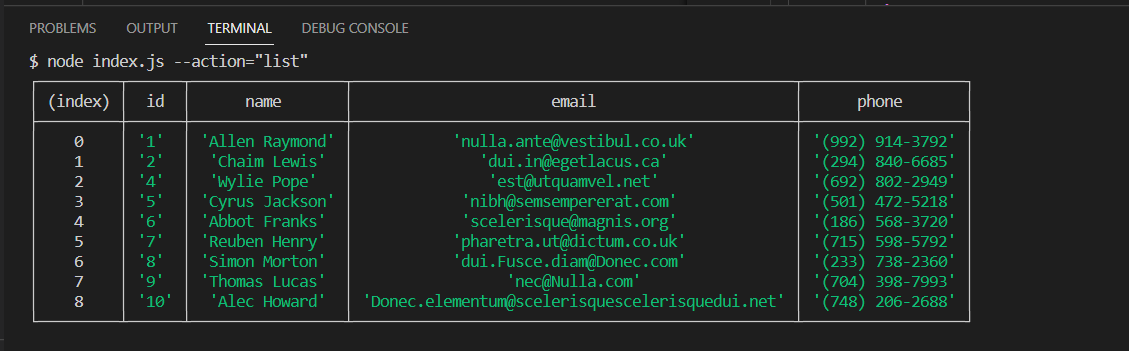 PROBLEMS OUTPUT TERMINAL DEBUG CONSOLE
$ node index.js --action="list"
(index) id name email phone
0 '1' 'Allen Raymond' 'nulla.ante@vestibul.co.uk' '(992) 914-3792'
1 '2' 'Chaim Lewis' 'dui.in@egetlacus.ca' '(294) 840-6685'
2 '4' 'Wylie Pope' 'est@utquamvel.net' '(692) 802-2949'
3 '5' 'Cyrus Jackson' 'nibh@semsempererat.com' '(501) 472-5218'
4 '6' 'Abbot Franks' 'scelerisque@magnis.org' '(186) 568-3720'
5 '7' 'Reuben Henry' 'pharetra.ut@dictum.co.uk' '(715) 598-5792'
6 '8' 'Simon Morton' 'dui.Fusce.diam@Donec.com' '(233) 738-2360'
7 '9' 'Thomas Lucas' 'nec@Nulla.com' '(704) 398-7993'
8 '10' 'Alec Howard' 'Donec.elementum@scelerisquescelerisquedui.net' '(748) 206-2688'